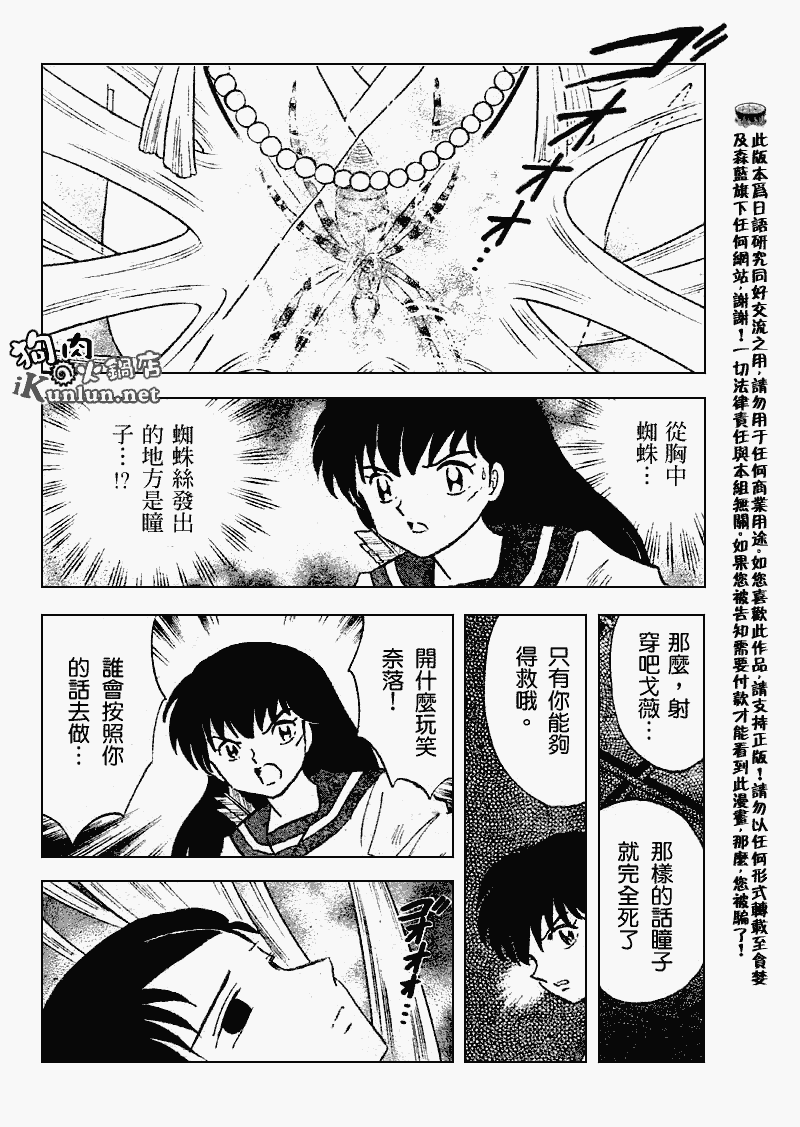 ゴオオオ…
狗肉
火鍋店
iKunlun.net
從胸中
蜘蛛…
蜘蛛絲發出
的地方是瞳
子…!?
那麼，射
穿吧戈薇…
那樣的話瞳子
就完全死了
只有你能夠
得救哦。
開什麼玩笑
奈落！
誰會按照你
的話去做…
ゴオオ…
此版本爲日語研究同好交流之用，請勿用于任何商業用途。如您喜歡此作品，請支持正版！請勿以任何形式轉載至貪婪
及森藍旗下任何網站，謝謝！一切法律責任與本組無關。如果您被告知需要付款才能看到此漫畫，那麼，您被騙了！